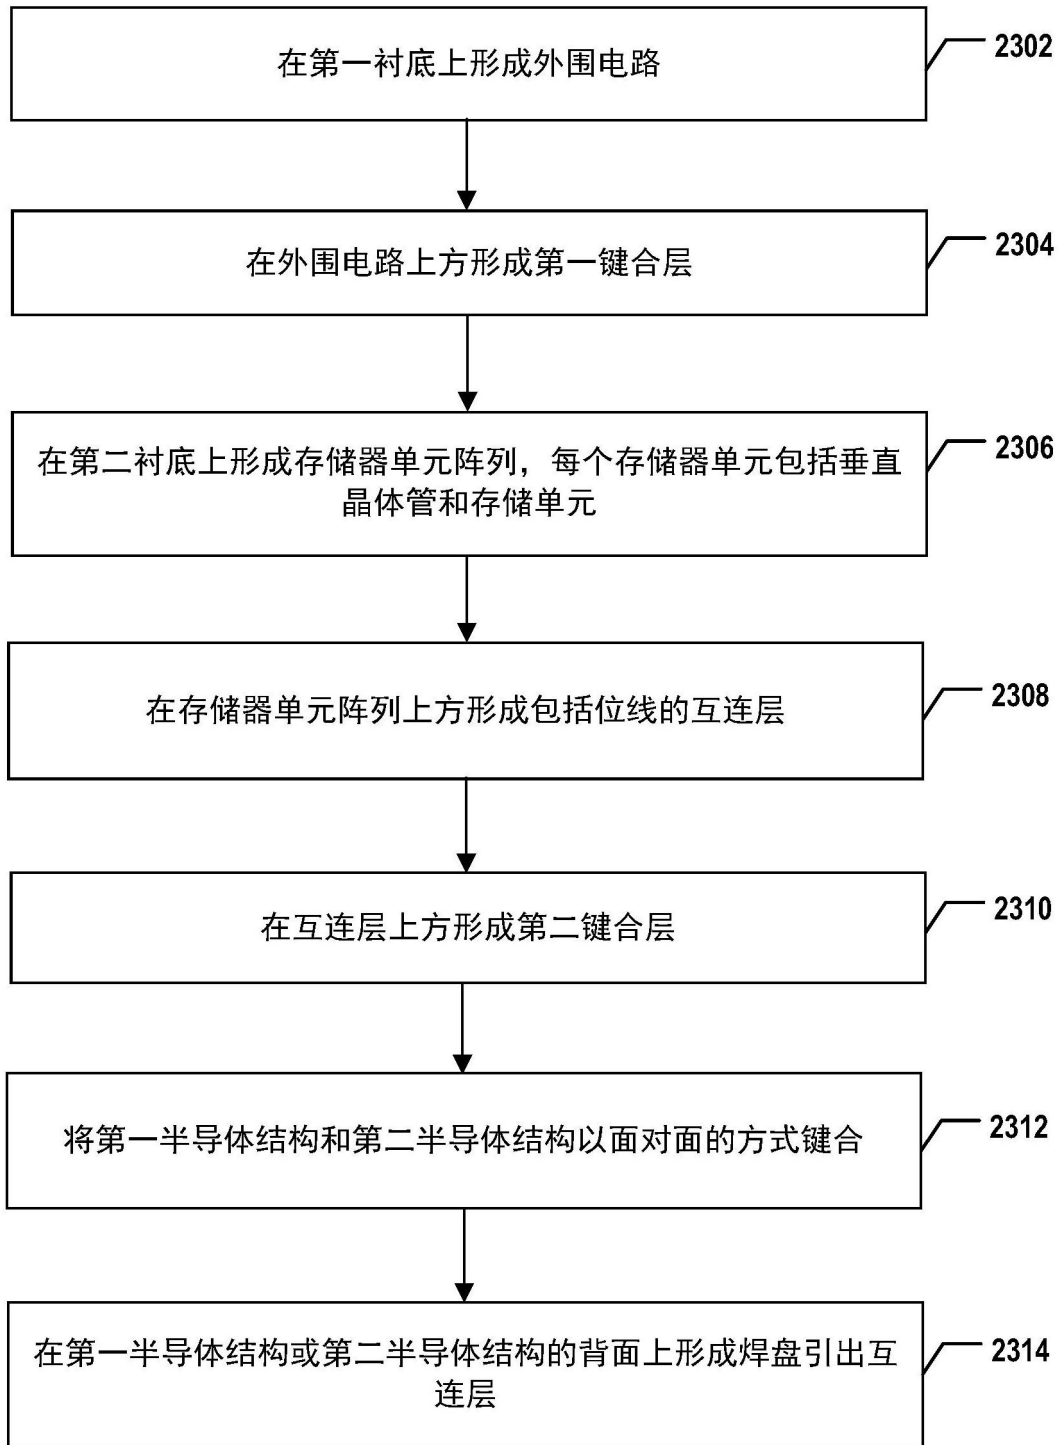 在第一衬底上形成外围电路
2302
在外围电路上方形成第一键合层
2304
在第二衬底上形成存储器单元阵列，每个存储器单元包括垂直
晶体管和存储单元
2306
在存储器单元阵列上方形成包括位线的互连层
2308
在互连层上方形成第二键合层
2310
将第一半导体结构和第二半导体结构以面对面的方式键合
2312
在第一半导体结构或第二半导体结构的背面上形成焊盘引出互
连层
2314